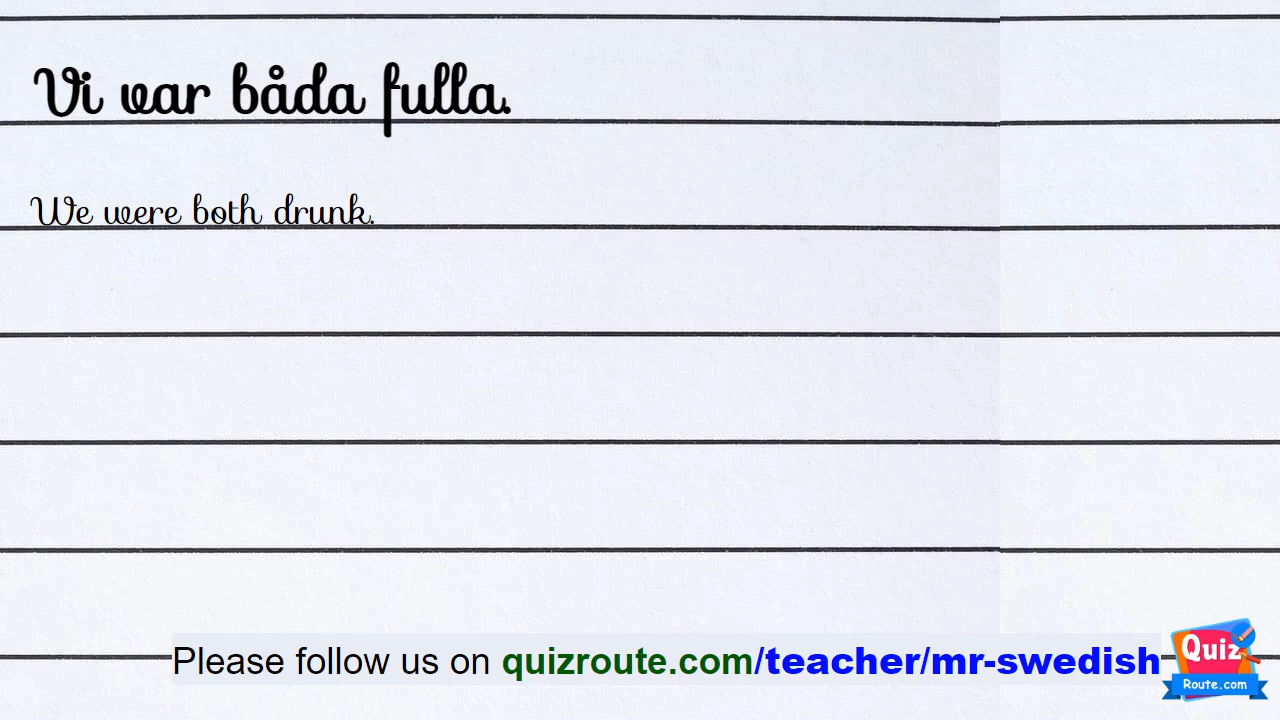 Vi var båda fulla.
We were both drunk.
Please follow us on quizroute.com/teacher/mr-swedish
Quiz
Route.com